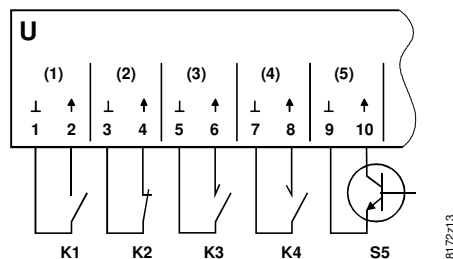 U
(1) (2) (3) (4) (5)
⊥ ↑ ⊥ ↑ ⊥ ↑ ⊥ ↑ ⊥ ↑
1 2 3 4 5 6 7 8 9 10
K1 K2 K3 K4 S5
8172z13